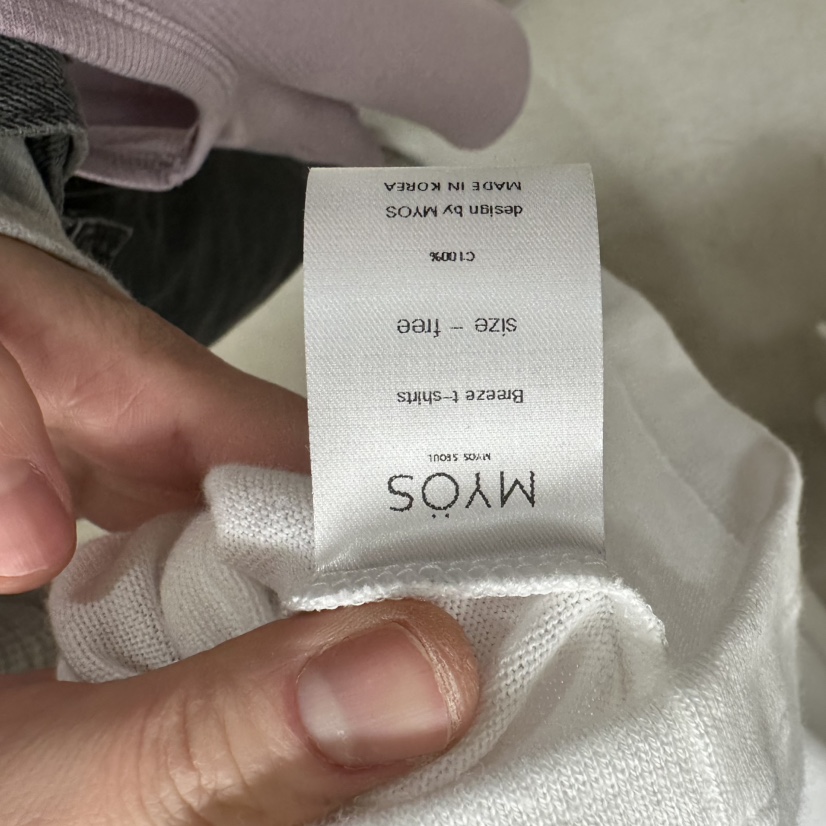 MYÖS
MYOS SEOUL
Breeze t-shirts
size - free
C100%
design by MYOS
MADE IN KOREA